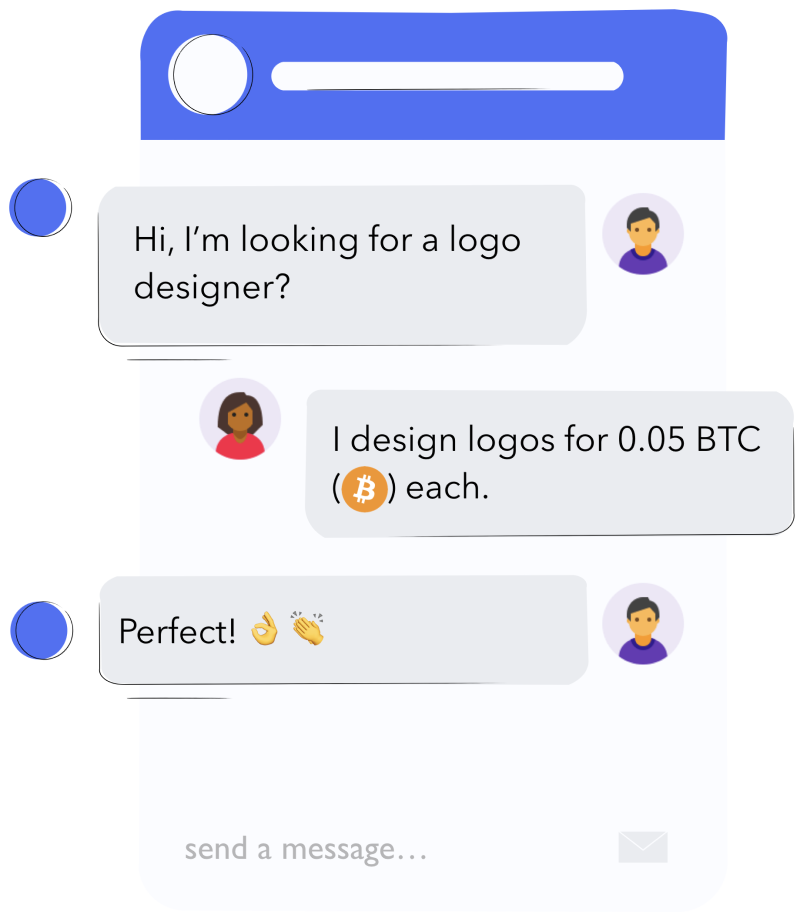 Hi, I’m looking for a logo
designer?
I design logos for 0.05 BTC
(₿) each.
Perfect! 👌 👏
send a message...